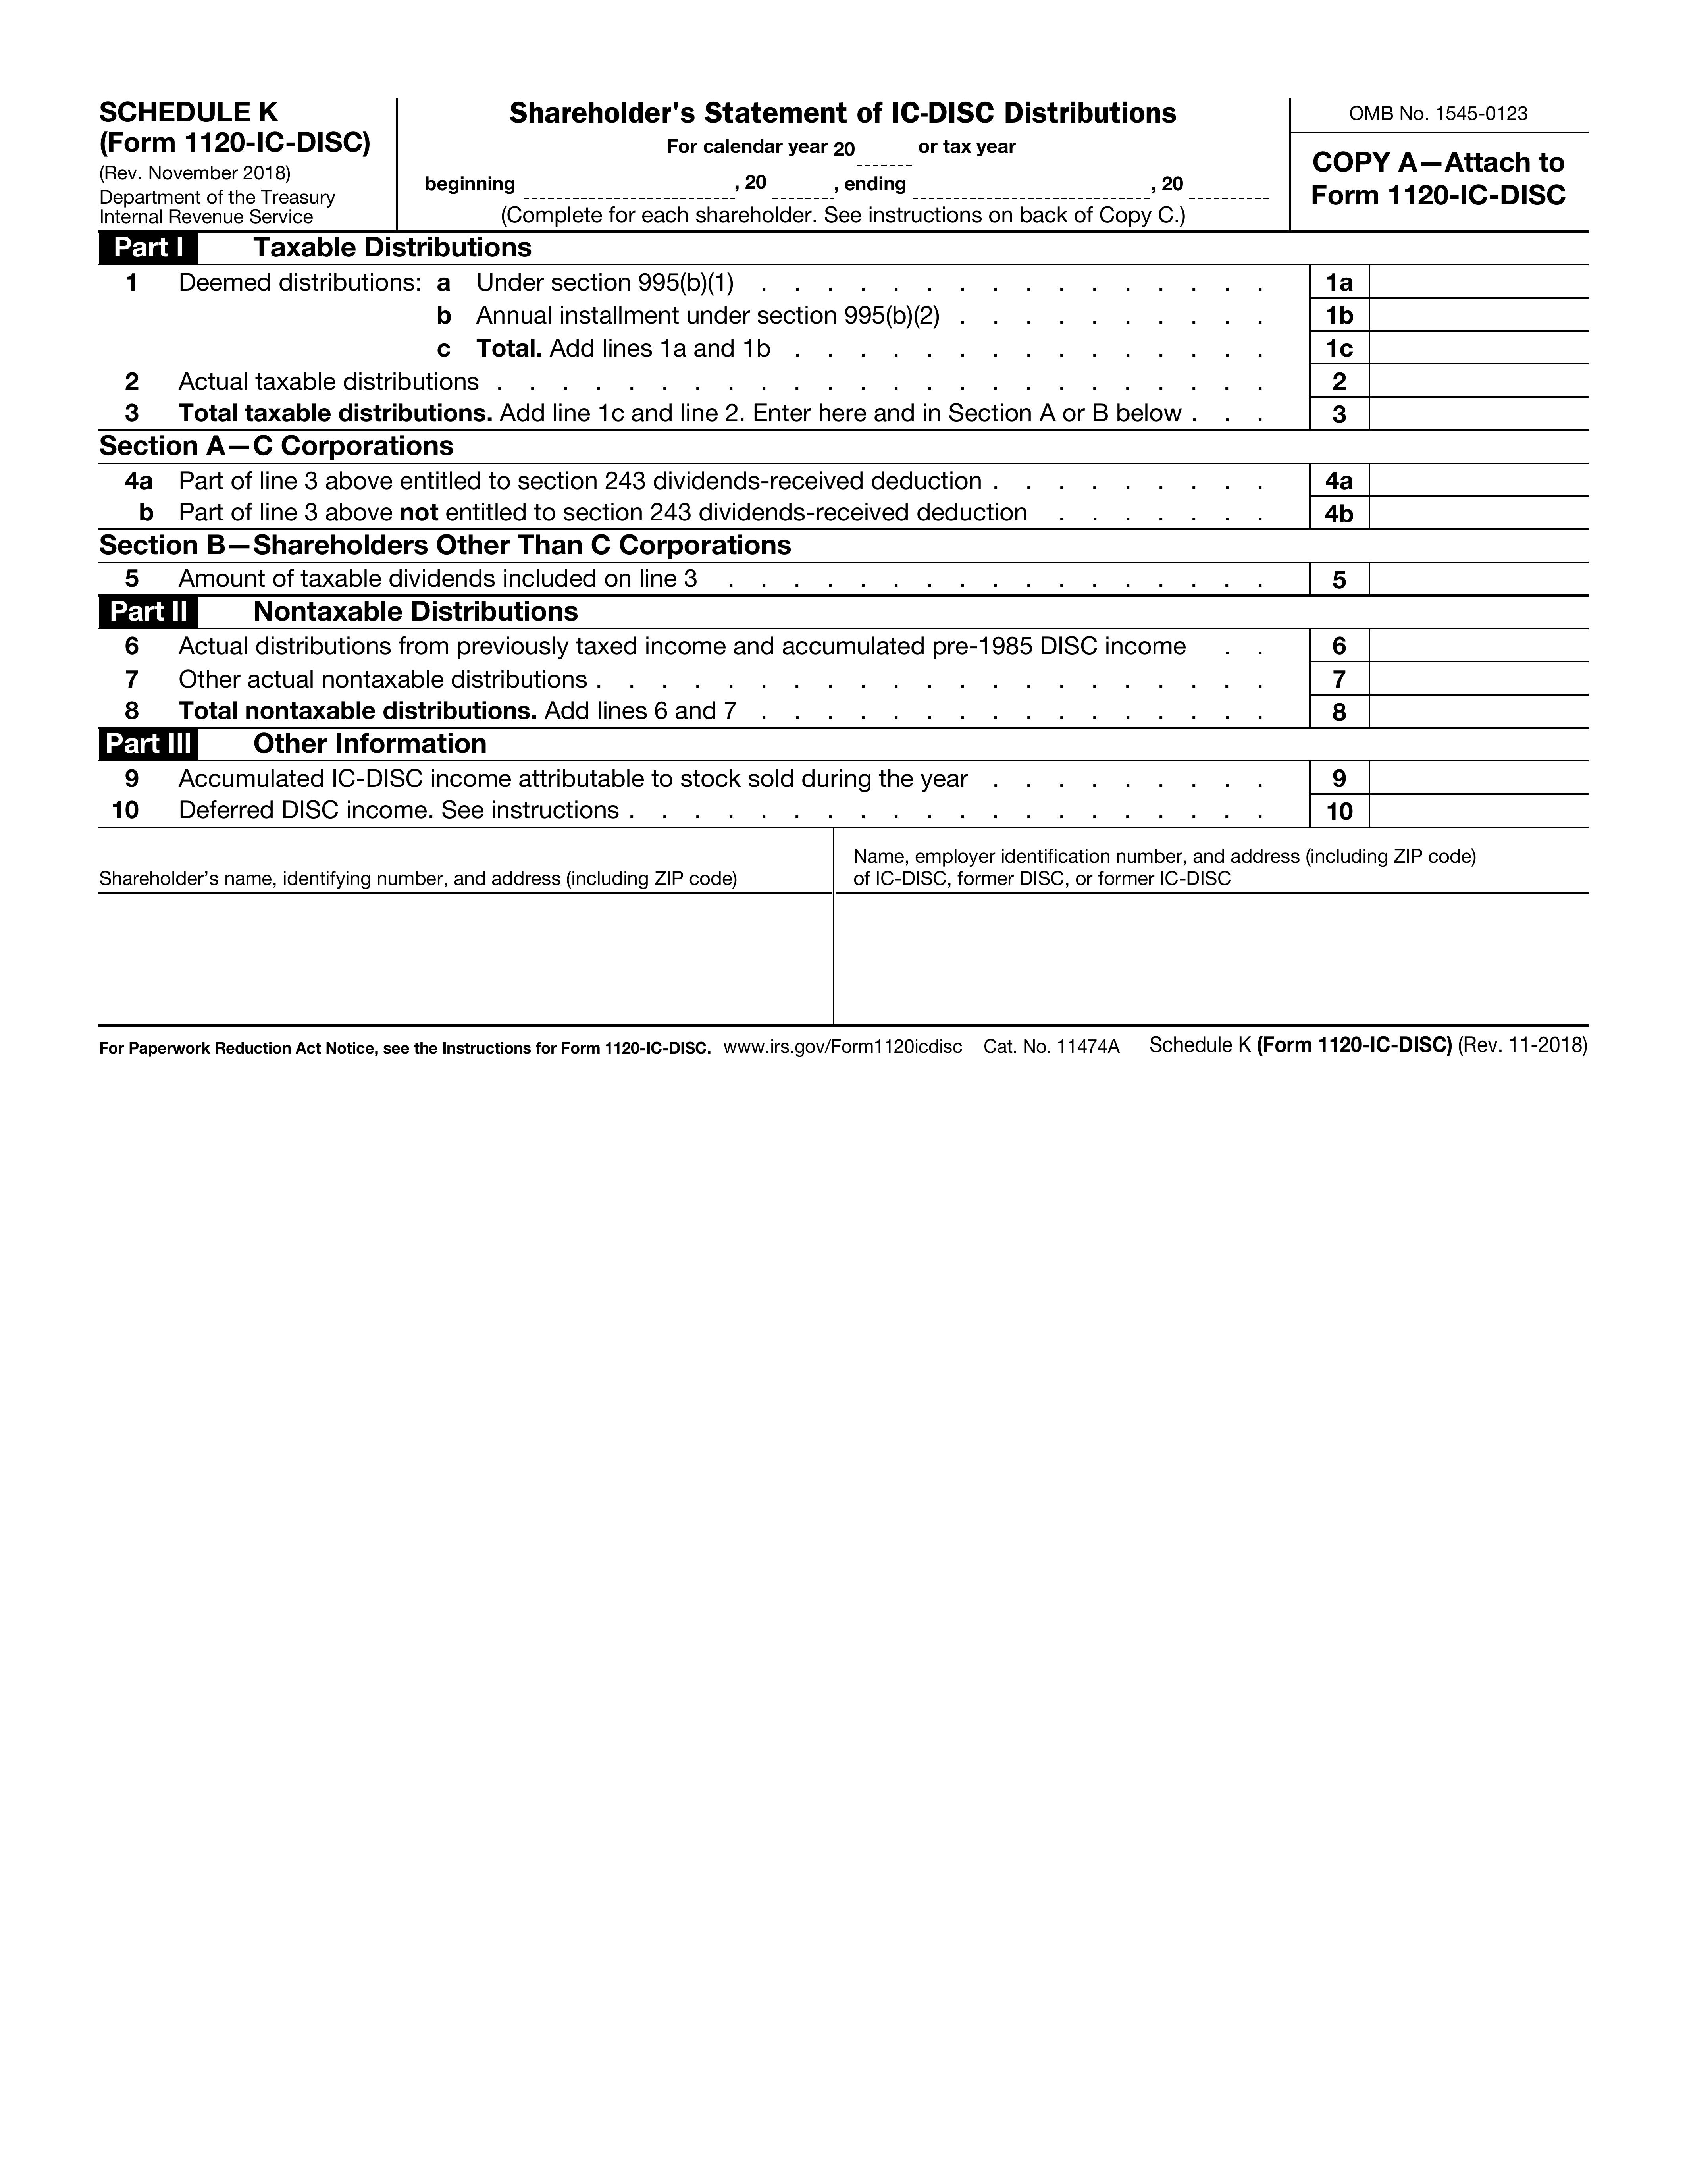 SCHEDULE K
(Form 1120-IC-DISC)
(Rev. November 2018)
Department of the Treasury
Internal Revenue Service
Shareholder's Statement of IC-DISC Distributions
For calendar year 20 or tax year
beginning , 20 , ending , 20
(Complete for each shareholder. See instructions on back of Copy C.)
OMB No. 1545-0123
COPY A—Attach to
Form 1120-IC-DISC
Part I Taxable Distributions
1 Deemed distributions: a Under section 995(b)(1) . . . . . . . . . . . . . . . . 1a
b Annual installment under section 995(b)(2) . . . . . . . . . . 1b
c Total. Add lines 1a and 1b . . . . . . . . . . . . . . . 1c
2 Actual taxable distributions . . . . . . . . . . . . . . . . . . . . . . . . 2
3 Total taxable distributions. Add line 1c and line 2. Enter here and in Section A or B below . . . 3
Section A—C Corporations
4a Part of line 3 above entitled to section 243 dividends-received deduction . . . . . . . . . 4a
b Part of line 3 above not entitled to section 243 dividends-received deduction . . . . . . . 4b
Section B—Shareholders Other Than C Corporations
5 Amount of taxable dividends included on line 3 . . . . . . . . . . . . . . . . . 5
Part II Nontaxable Distributions
6 Actual distributions from previously taxed income and accumulated pre-1985 DISC income . . 6
7 Other actual nontaxable distributions . . . . . . . . . . . . . . . . . . . . . 7
8 Total nontaxable distributions. Add lines 6 and 7 . . . . . . . . . . . . . . . . 8
Part III Other Information
9 Accumulated IC-DISC income attributable to stock sold during the year . . . . . . . . . 9
10 Deferred DISC income. See instructions . . . . . . . . . . . . . . . . . . . . 10
Shareholder's name, identifying number, and address (including ZIP code)
Name, employer identification number, and address (including ZIP code)
of IC-DISC, former DISC, or former IC-DISC
For Paperwork Reduction Act Notice, see the Instructions for Form 1120-IC-DISC. www.irs.gov/Form1120icdisc Cat. No. 11474A Schedule K (Form 1120-IC-DISC) (Rev. 11-2018)